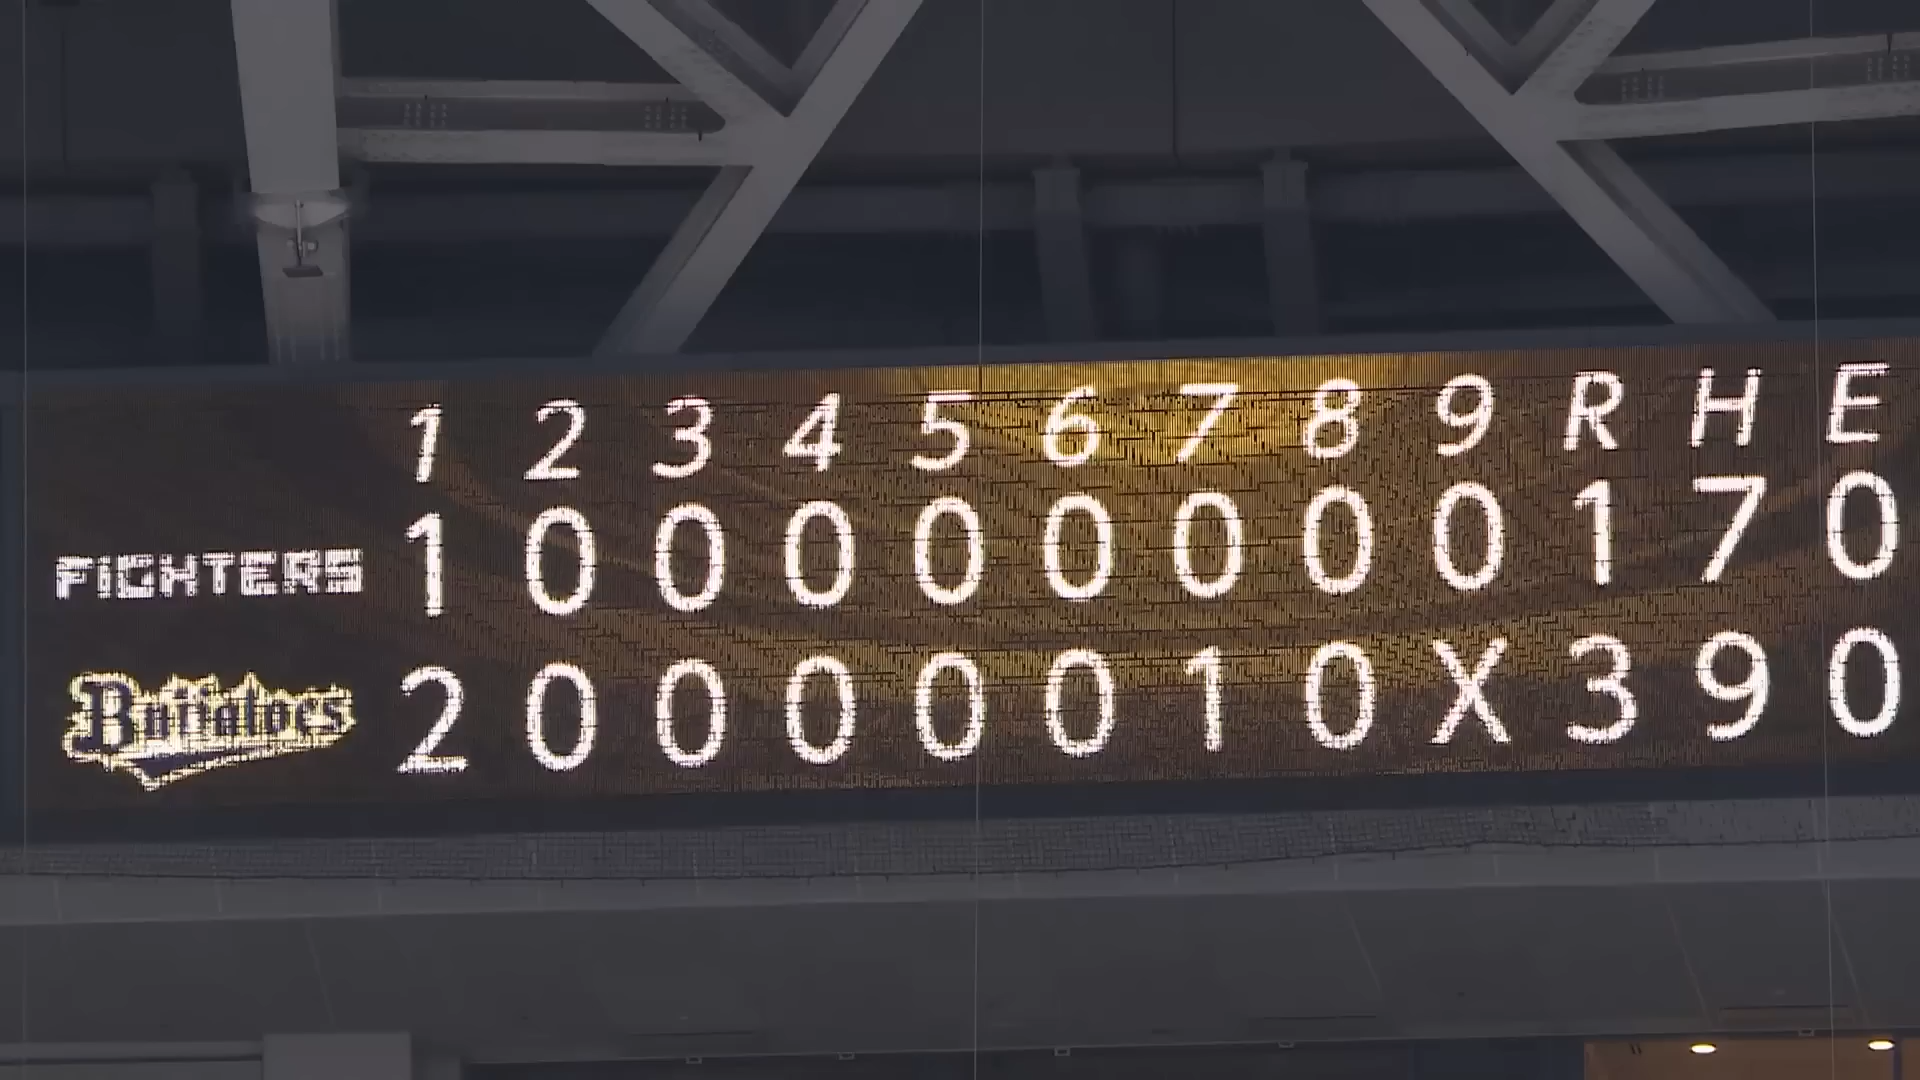 1 2 3 4 5 6 7 8 9 R H E
FIGHTERS 1 0 0 0 0 0 0 0 0 1 7 0
Buffaloes 2 0 0 0 0 0 1 0 X 3 9 0